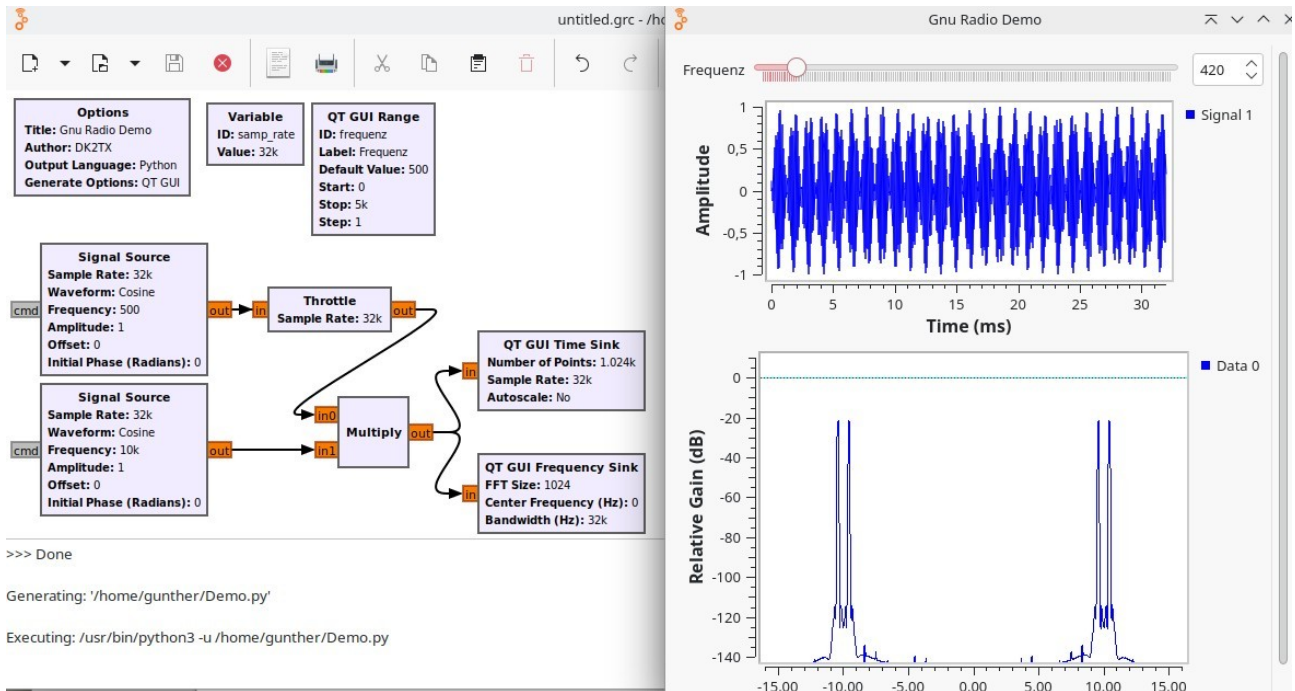 untitled.grc - /ho
Options
Title: Gnu Radio Demo
Author: DK2TX
Output Language: Python
Generate Options: QT GUI
Variable
ID: samp_rate
Value: 32k
QT GUI Range
ID: frequenz
Label: Frequenz
Default Value: 500
Start: 0
Stop: 5k
Step: 1
Signal Source
Sample Rate: 32k
Waveform: Cosine
Frequency: 500
Amplitude: 1
Offset: 0
Initial Phase (Radians): 0
cmd
out
in
Throttle
Sample Rate: 32k
out
Signal Source
Sample Rate: 32k
Waveform: Cosine
Frequency: 10k
Amplitude: 1
Offset: 0
Initial Phase (Radians): 0
cmd
out
in0
in1
Multiply
out
in
QT GUI Time Sink
Number of Points: 1.024k
Sample Rate: 32k
Autoscale: No
in
QT GUI Frequency Sink
FFT Size: 1024
Center Frequency (Hz): 0
Bandwidth (Hz): 32k
>>> Done
Generating: '/home/gunther/Demo.py'
Executing: /usr/bin/python3 -u /home/gunther/Demo.py
Gnu Radio Demo
Frequenz
420
Signal 1
Amplitude
1
0,5
0
-0,5
-1
0 5 10 15 20 25 30
Time (ms)
Data 0
Relative Gain (dB)
0
-20
-40
-60
-80
-100
-120
-140
-15.00 -10.00 -5.00 0.00 5.00 10.00 15.00